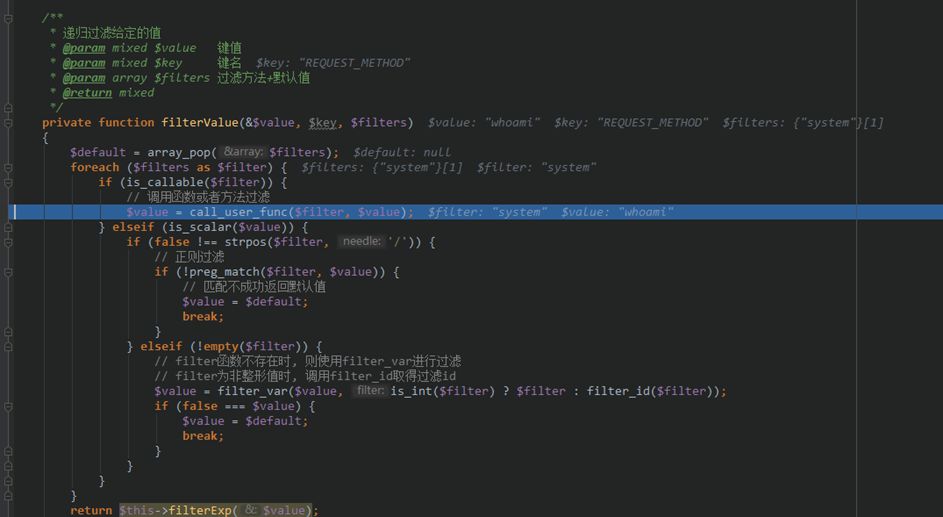 /**
 * 递归过滤给定的值
 * @param mixed $value   键值
 * @param mixed $key     键名  $key: "REQUEST_METHOD"
 * @param array $filters 过滤方法+默认值
 * @return mixed
 */
private function filterValue(&$value, $key, $filters)  $value: "whoami"  $key: "REQUEST_METHOD"  $filters: {"system"}[1]
{
    $default = array_pop( &array: $filters);  $default: null
    foreach ($filters as $filter) {  $filters: {"system"}[1]  $filter: "system"
        if (is_callable($filter)) {
            // 调用函数或者方法过滤
            $value = call_user_func($filter, $value);  $filter: "system"  $value: "whoami"
        } elseif (is_scalar($value)) {
            if (false !== strpos($filter, needle: '/')) {
                // 正则过滤
                if (!preg_match($filter, $value)) {
                    // 匹配不成功返回默认值
                    $value = $default;
                    break;
                }
            } elseif (!empty($filter)) {
                // filter函数不存在时, 则使用filter_var进行过滤
                // filter为非整形值时, 调用filter_id取得过滤id
                $value = filter_var($value, filter: is_int($filter) ? $filter : filter_id($filter));
                if (false === $value) {
                    $value = $default;
                    break;
                }
            }
        }
    }
    return $this->filterExp( &: $value);